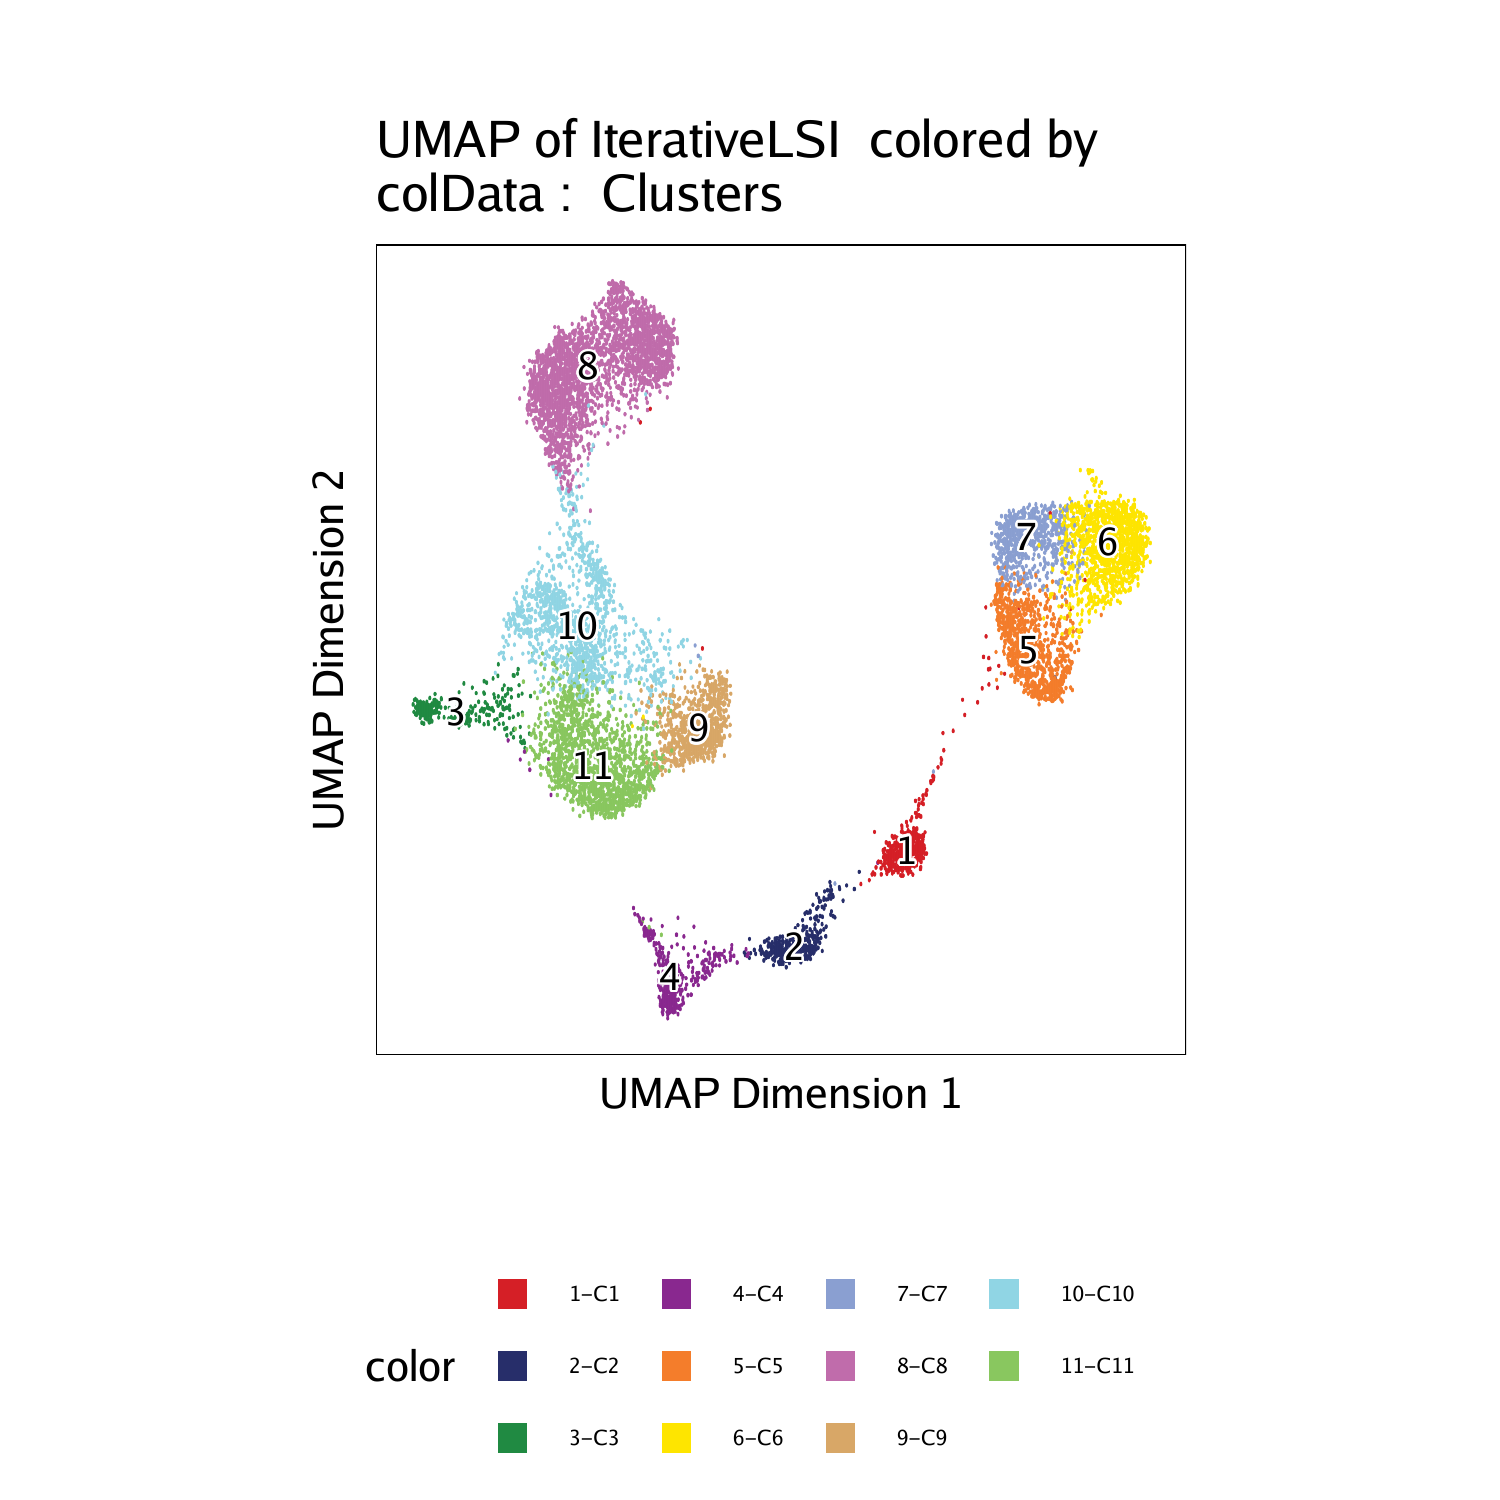 UMAP of IterativeLSI  colored by
colData :  Clusters
UMAP Dimension 2
8
7
6
10
5
3
9
11
1
2
4
UMAP Dimension 1
color
1−C1
4−C4
7−C7
10−C10
2−C2
5−C5
8−C8
11−C11
3−C3
6−C6
9−C9